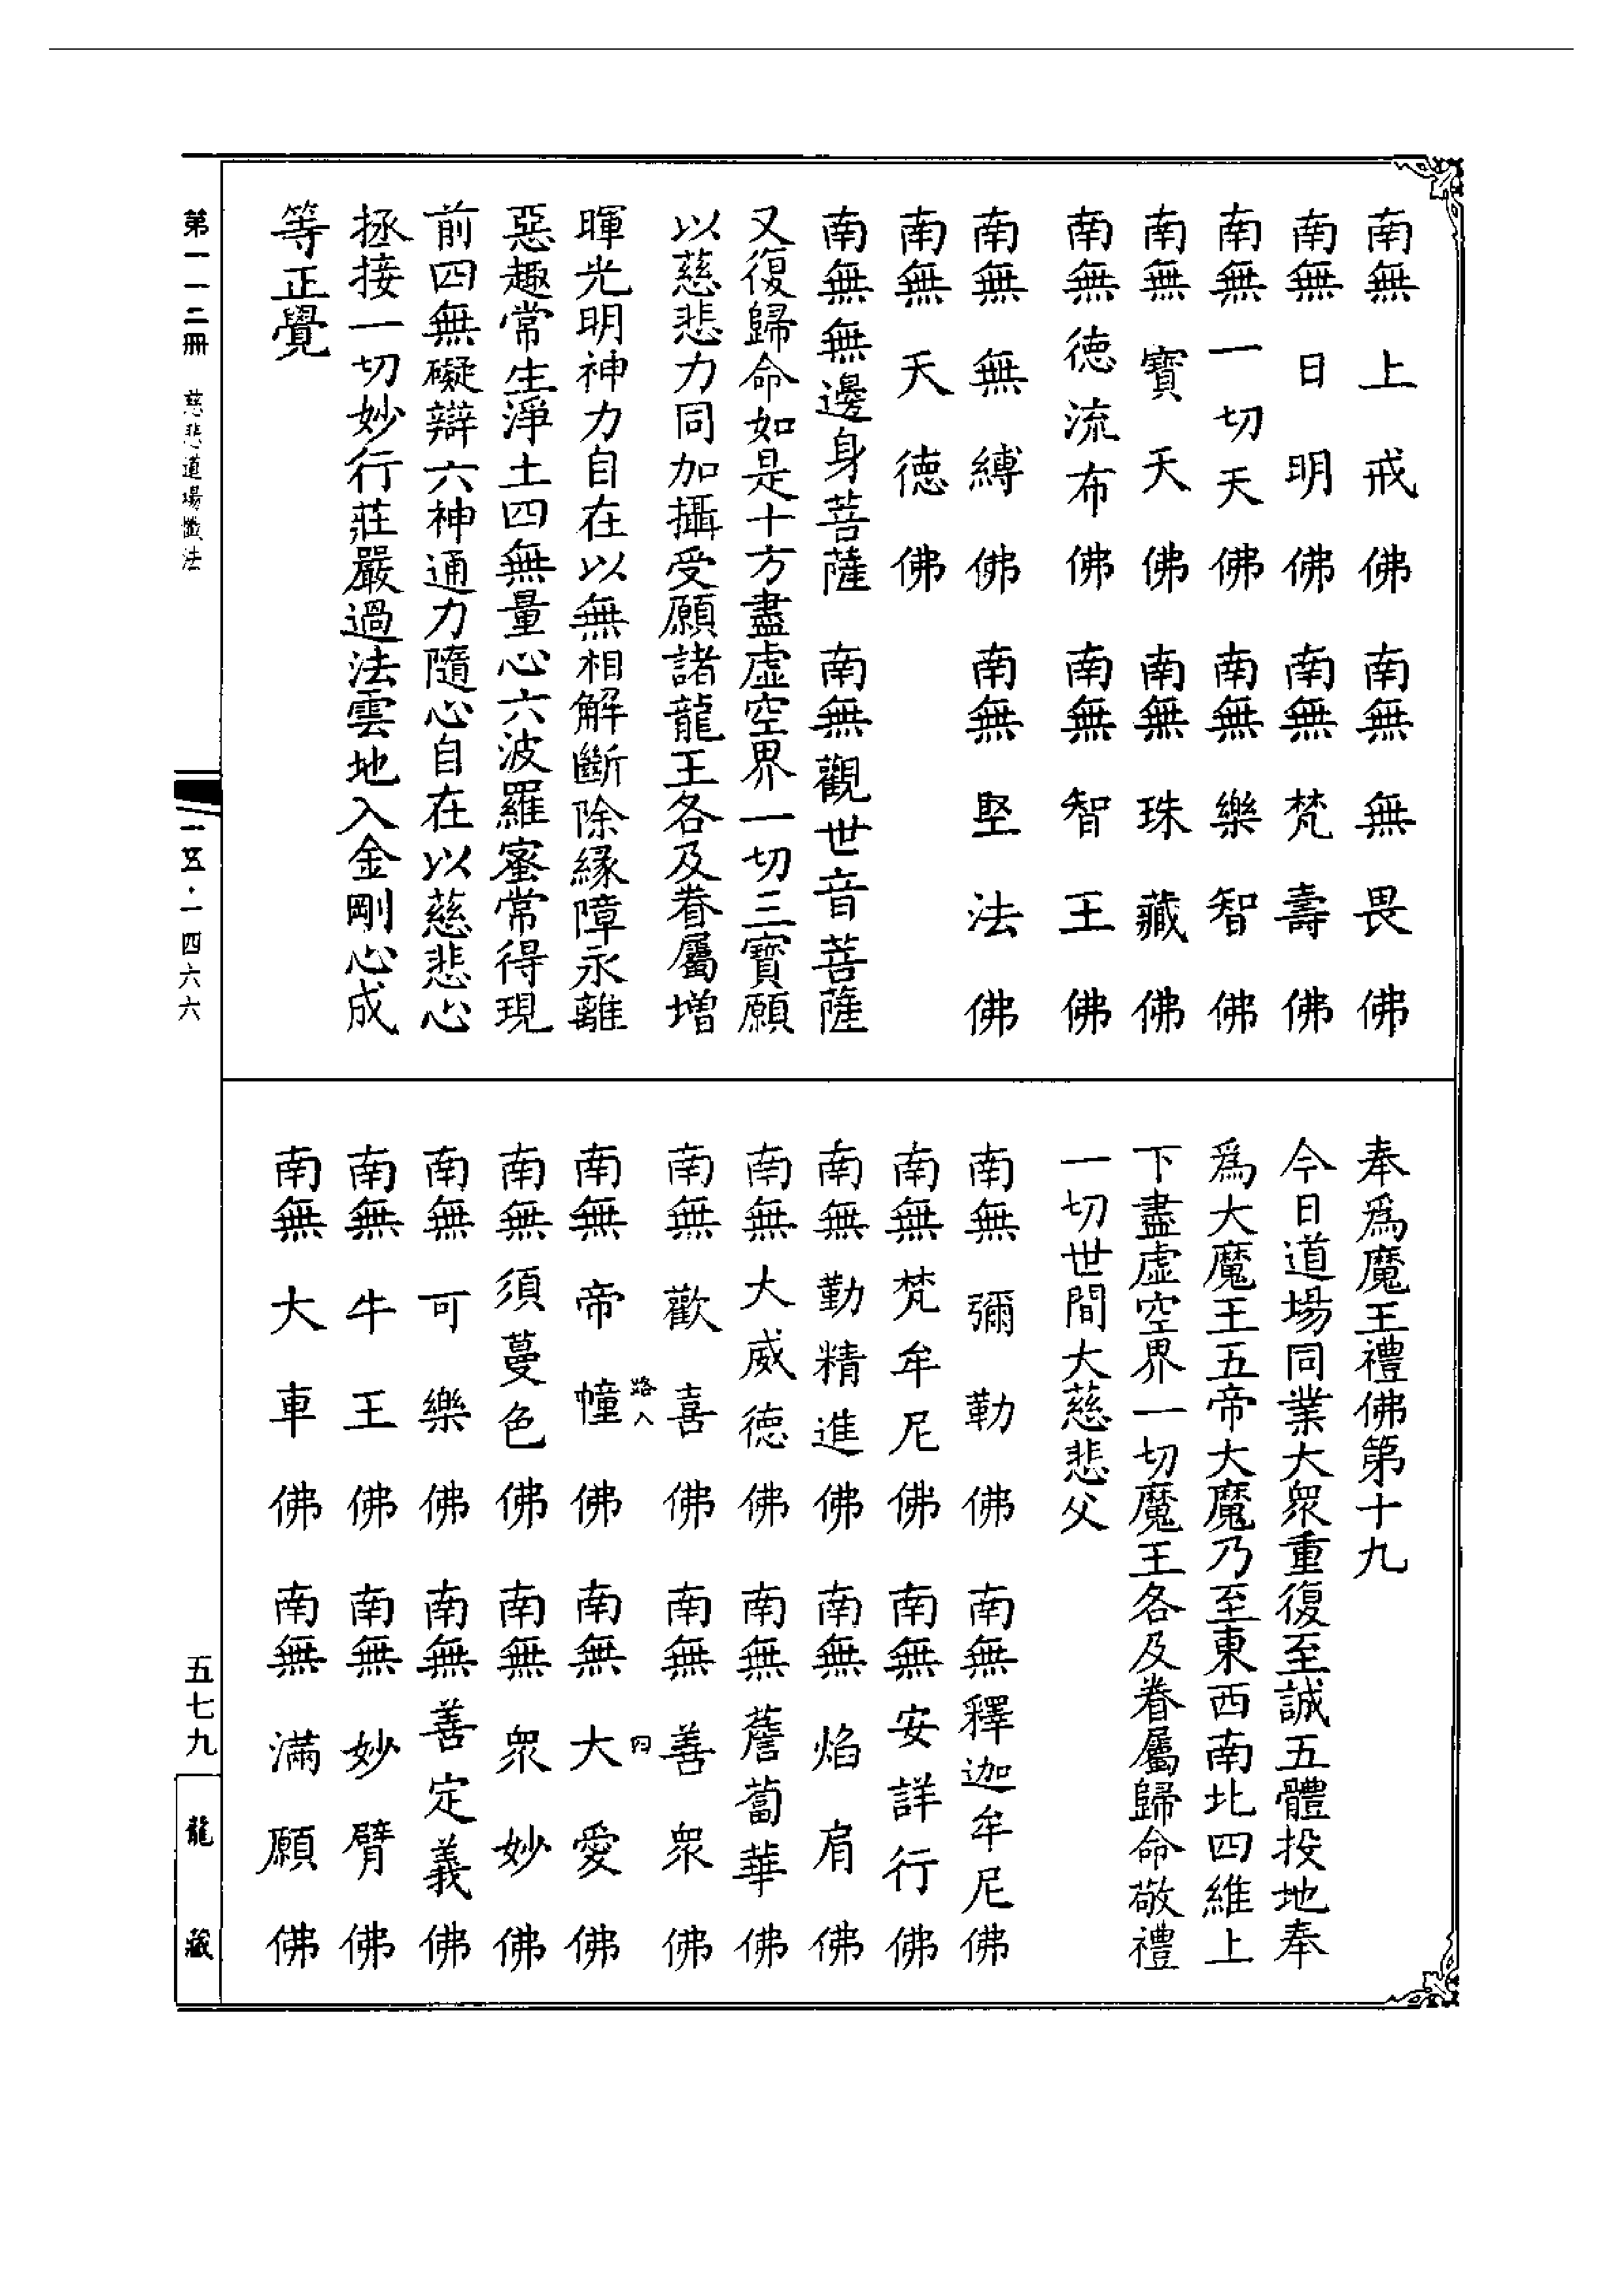 南無上戒佛　南無無畏佛
南無日明佛　南無梵壽佛
南無一切天佛　南無樂智佛
南無寶天佛　南無珠藏佛
南無德流布佛　南無智王佛
南無無縛佛　南無堅法佛
南無天德佛
南無無邊身菩薩　南無觀世音菩薩
又復歸命如是十方盡虛空界一切三寶願
以慈悲力同加攝受願諸龍王各及眷屬增
暉光明神力自在以無相解斷除緣障永離
惡趣常生淨土四無量心六波羅蜜常得現
前四無礙辯六神通力隨心自在以慈悲心
拯接一切妙行莊嚴過法雲地入金剛心成
等正覺
奉為魔王禮佛第十九
今日道場同業大眾重復至誠五體投地奉
為大魔王五帝大魔乃至東西南北四維上
下盡虛空界一切魔王各及眷屬歸命敬禮
一切世間大慈悲父
南無彌勒佛　南無釋迦牟尼佛
南無梵牟尼佛　南無安詳行佛
南無勤精進佛　南無焰肩佛
南無大威德佛　南無薝蔔華佛
南無歡喜佛　南無善眾佛
路八　四
南無帝幢佛　南無大愛佛
南無須蔓色佛　南無眾妙佛
南無可樂佛　南無善定義佛
南無牛王佛　南無妙臂佛
南無大車佛　南無滿願佛
第一一二冊　慈悲道場懺法
一五・一四六六
五七九
龍藏